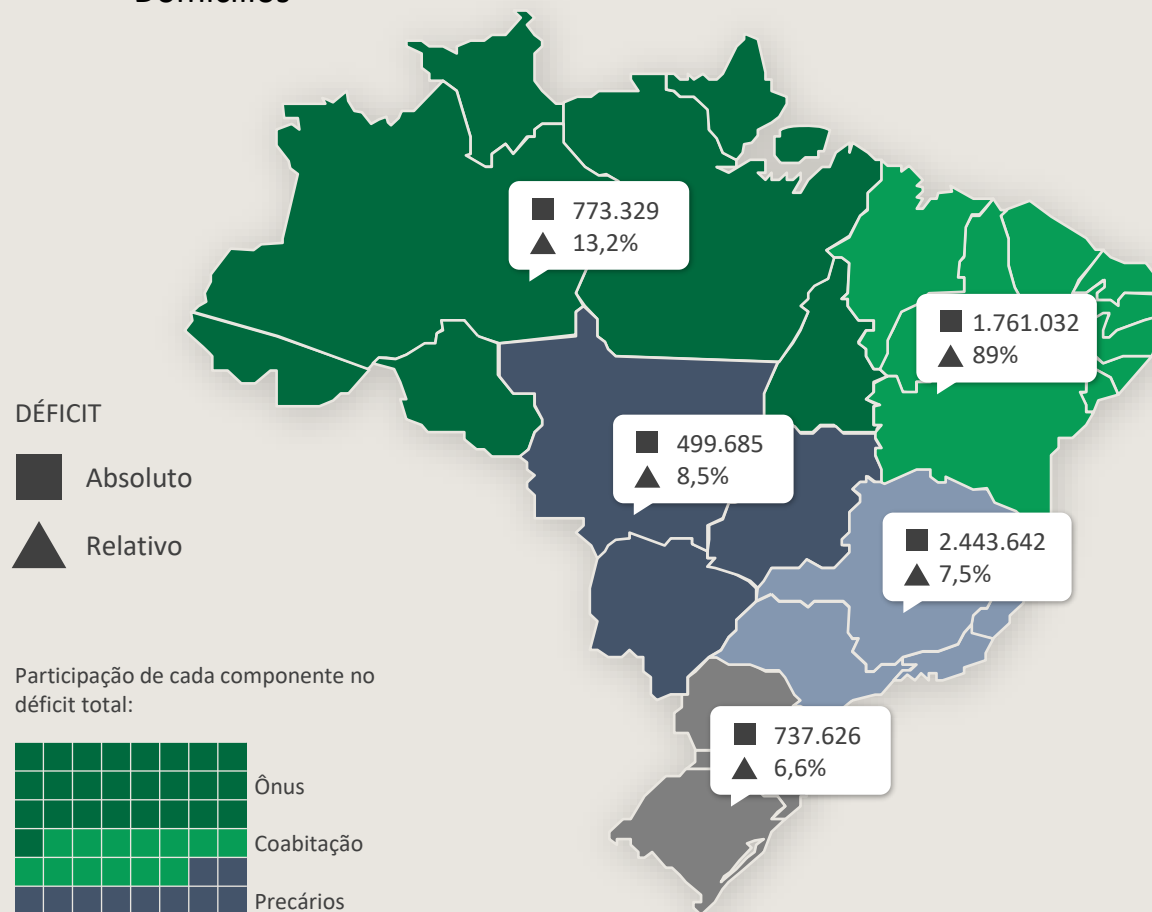 Domicílios
773.329
13,2%
1.761.032
89%
499.685
8,5%
2.443.642
7,5%
737.626
6,6%
DÉFICIT
Absoluto
Relativo
Participação de cada componente no
déficit total:
Ônus
Coabitação
Precários